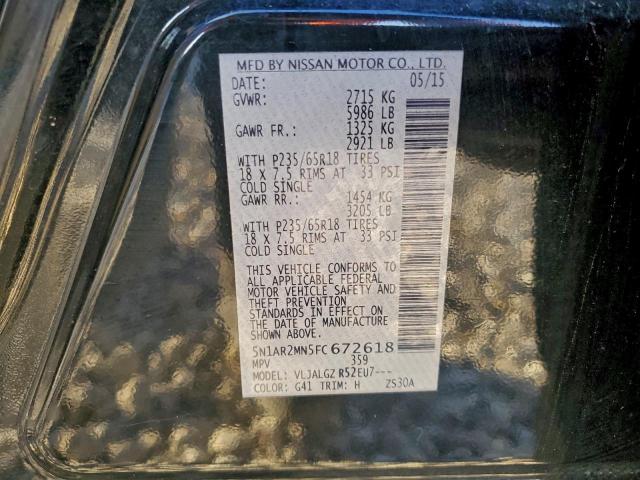 MFD BY NISSAN MOTOR CO., LTD.
DATE: 05/15
GVWR: 2715 KG
5986 LB
GAWR FR.: 1325 KG
2921 LB
WITH P235/65R18 TIRES
18 X 7.5 RIMS AT 33 PSI
COLD SINGLE
GAWR RR.: 1454 KG
3205 LB
WITH P235/65R18 TIRES
18 X 7.5 RIMS AT 33 PSI
COLD SINGLE
THIS VEHICLE CONFORMS TO
ALL APPLICABLE FEDERAL
MOTOR VEHICLE SAFETY AND
THEFT PREVENTION
STANDARDS IN EFFECT ON
THE DATE OF MANUFACTURE
SHOWN ABOVE.
5N1AR2MN5FC672618
MPV 359
MODEL: VLJALGZ R52EU7---
COLOR: G41 TRIM: H ZS30A